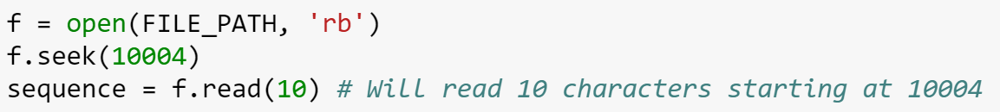 f = open(FILE_PATH, 'rb')
f.seek(10004)
sequence = f.read(10) # Will read 10 characters starting at 10004